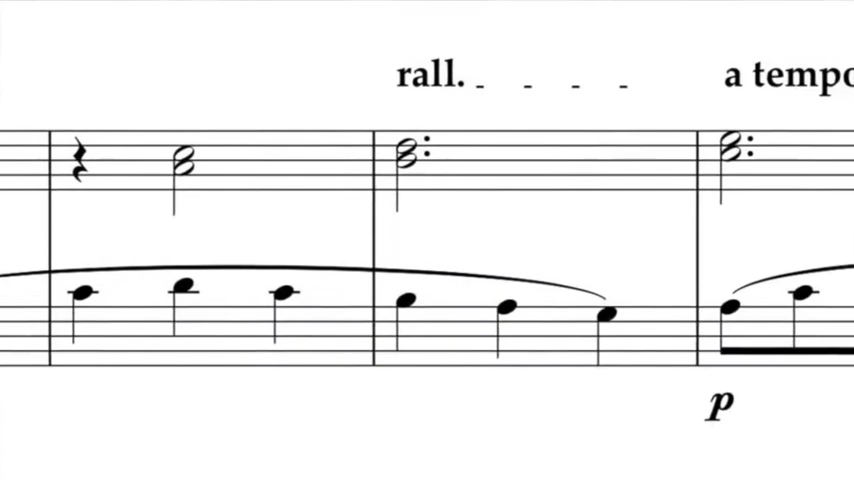 rall. _ _ _ _ a tempo
p